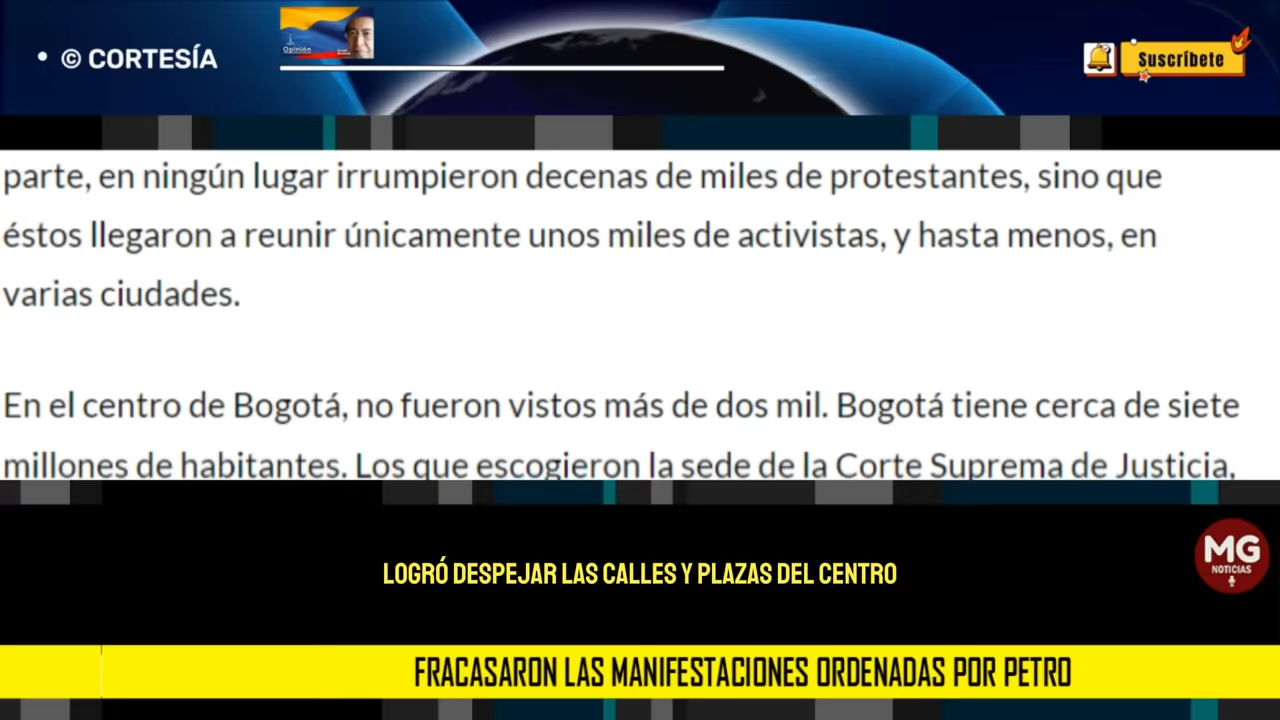 • © CORTESÍA
Opinión
Suscríbete
parte, en ningún lugar irrumpieron decenas de miles de protestantes, sino que
éstos llegaron a reunir únicamente unos miles de activistas, y hasta menos, en
varias ciudades.
En el centro de Bogotá, no fueron vistos más de dos mil. Bogotá tiene cerca de siete
millones de habitantes. Los que escogieron la sede de la Corte Suprema de Justicia,
MG
NOTICIAS
LOGRÓ DESPEJAR LAS CALLES Y PLAZAS DEL CENTRO
FRACASARON LAS MANIFESTACIONES ORDENADAS POR PETRO